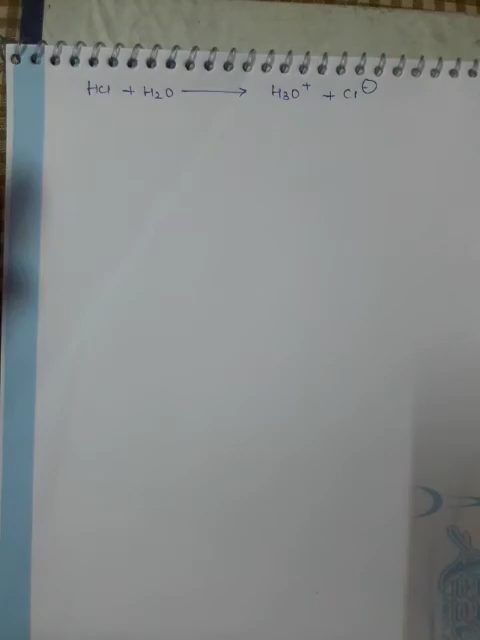 HCl + H₂O ⟶ H₃O⁺ + Cl⊖